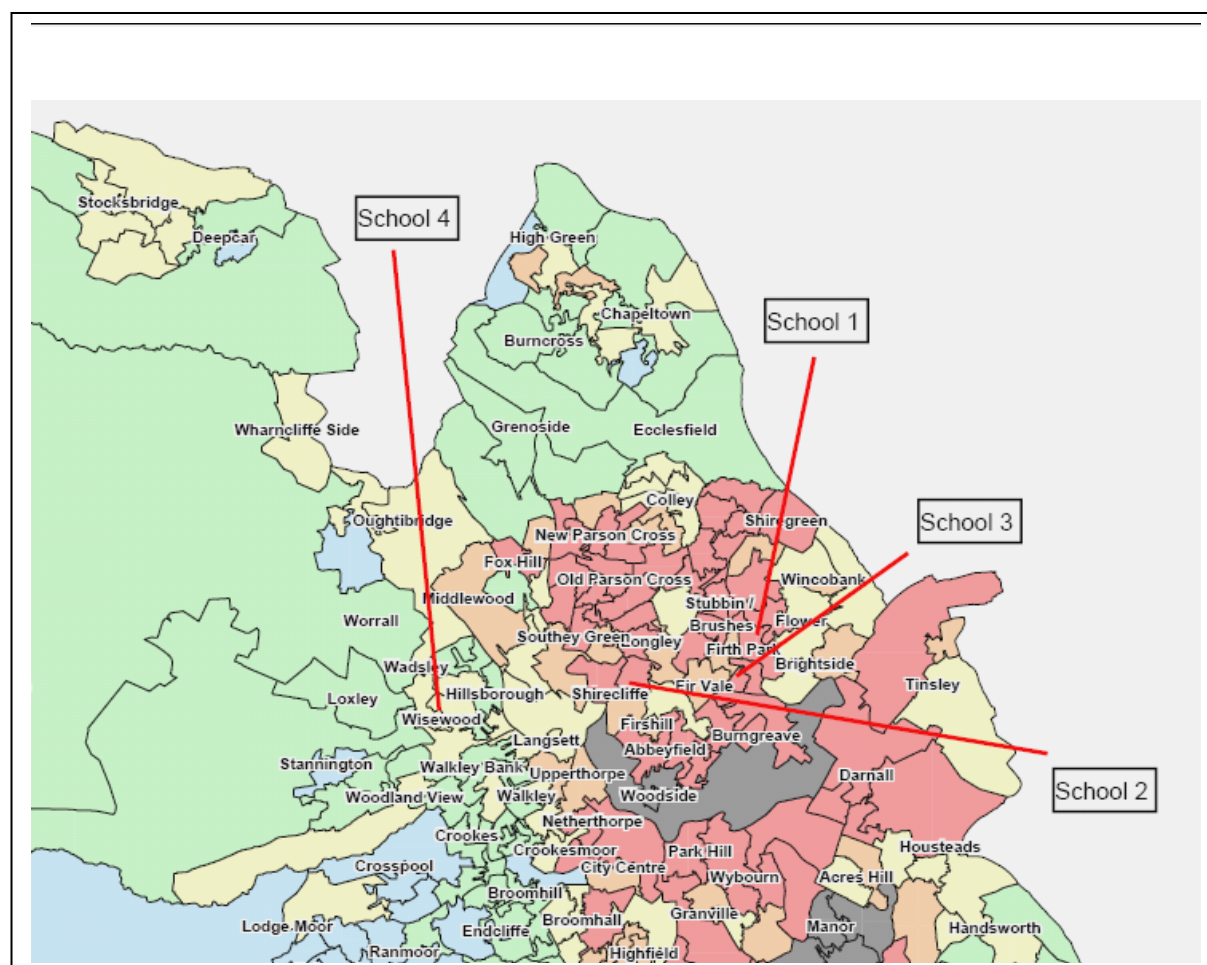 Stocksbridge
School 4
Deepcar
High Green
Chapeltown
School 1
Burncross
Wharncliffe Side
Grenoside
Ecclesfield
Colley
Oughtibridge
Shiregreen
School 3
New Parson Cross
Fox Hill
Old Parson Cross
Wincobank
Middlewood
Stubbin /
Brushes
Worrall
Flower
Southey Green
Longley
Firth Park
Brightside
Wadsley
Loxley
Hillsborough
Shirecliffe
Fir Vale
Tinsley
Wisewood
Firshill
Langsett
Abbeyfield
Burngreave
Stannington
Walkley Bank
Upperthorpe
Darnall
School 2
Woodland View
Walkley
Woodside
Netherthorpe
Crookes
Crookesmoor
Park Hill
Housteads
Crosspool
City Centre
Wybourn
Acres Hill
Broomhill
Lodge Moor
Broomhall
Granville
Manor
Handsworth
Endcliffe
Ranmoor
Highfield